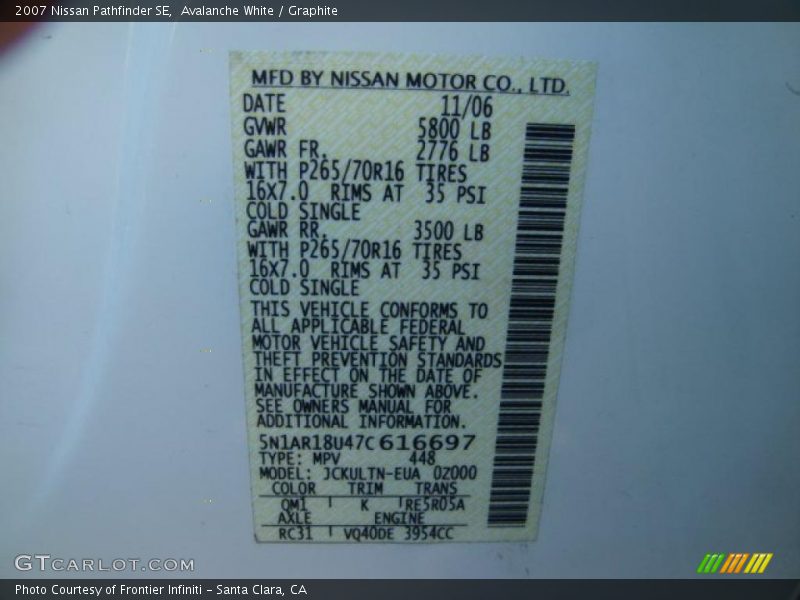 2007 Nissan Pathfinder SE, Avalanche White / Graphite
MFD BY NISSAN MOTOR CO., LTD.
DATE 11/06
GVWR 5800 LB
GAWR FR. 2776 LB
WITH P265/70R16 TIRES
16X7.0 RIMS AT 35 PSI
COLD SINGLE
GAWR RR. 3500 LB
WITH P265/70R16 TIRES
16X7.0 RIMS AT 35 PSI
COLD SINGLE
THIS VEHICLE CONFORMS TO
ALL APPLICABLE FEDERAL
MOTOR VEHICLE SAFETY AND
THEFT PREVENTION STANDARDS
IN EFFECT ON THE DATE OF
MANUFACTURE SHOWN ABOVE.
SEE OWNERS MANUAL FOR
ADDITIONAL INFORMATION.
5N1AR18U47C616697
TYPE: MPV 448
MODEL: JCKULTN-EUA 0Z000
COLOR TRIM TRANS
QM1 K RE5R05A
AXLE ENGINE
RC31 VQ40DE 3954CC
GTCARLOT.COM
Photo Courtesy of Frontier Infiniti - Santa Clara, CA